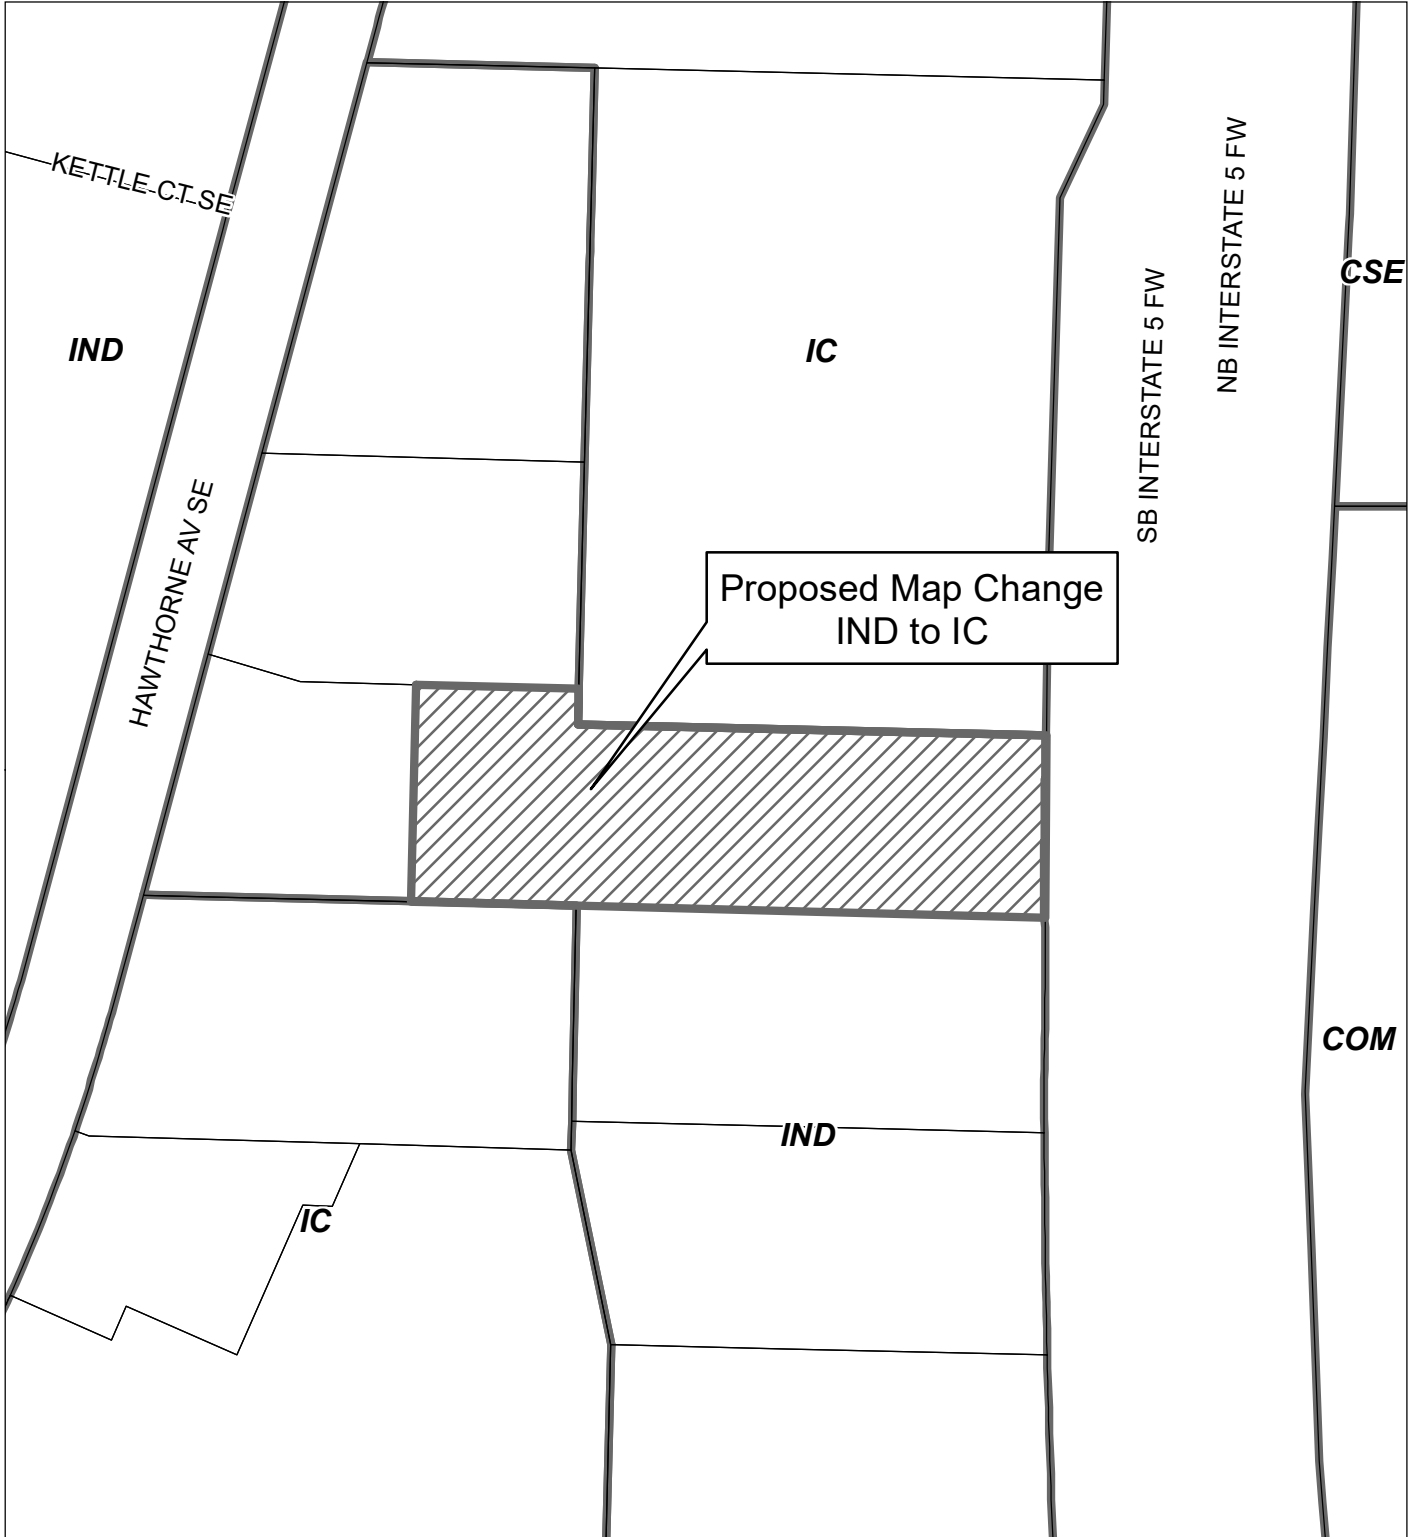 KETTLE CT SE
NB INTERSTATE 5 FW
CSE
IND
IC
SB INTERSTATE 5 FW
HAWTHORNE AV SE
Proposed Map Change
IND to IC
COM
IND
IC